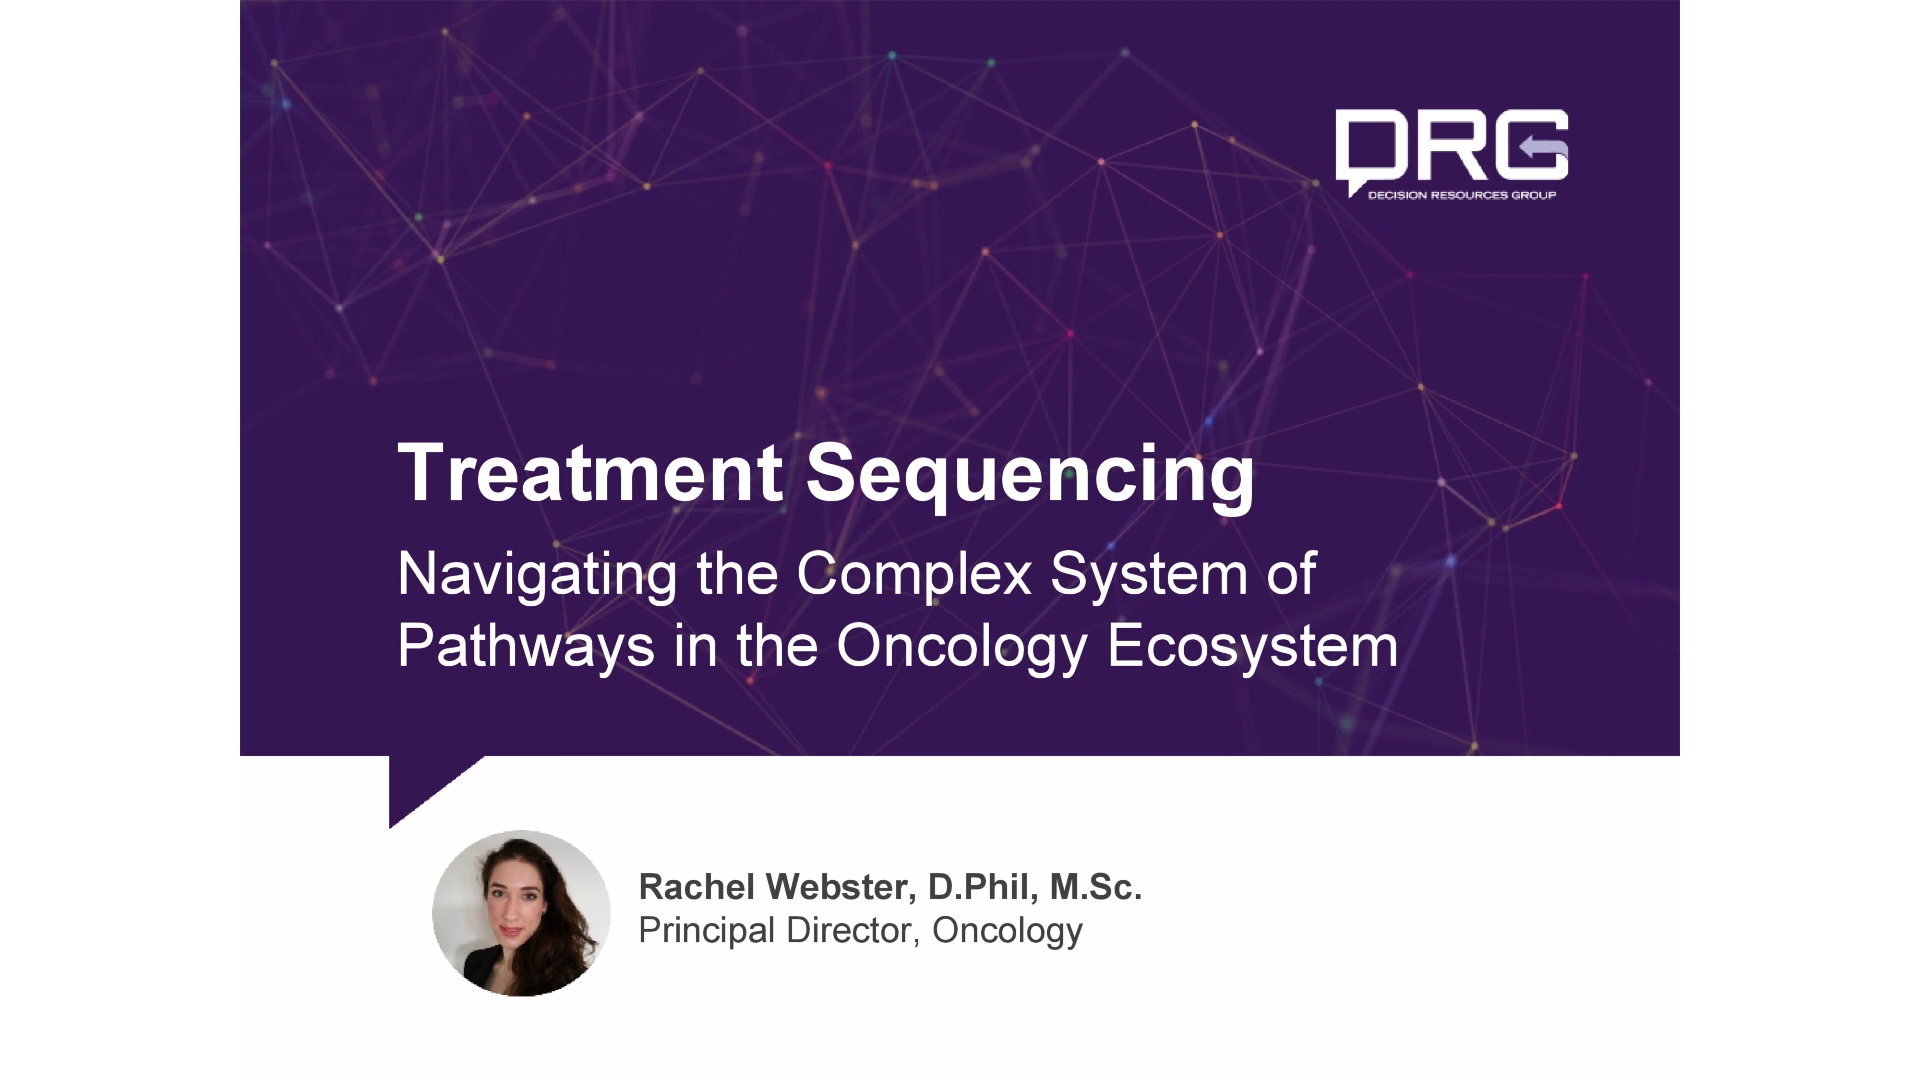 DRG
DECISION RESOURCES GROUP
Treatment Sequencing
Navigating the Complex System of
Pathways in the Oncology Ecosystem
Rachel Webster, D.Phil, M.Sc.
Principal Director, Oncology